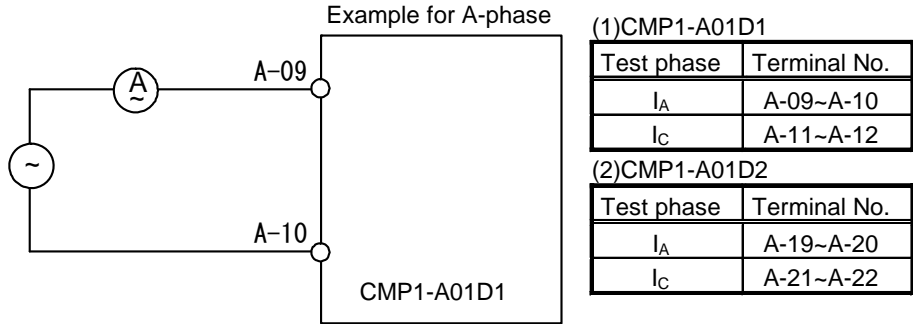 Example for A-phase
A-09
A
~
~
A-10
CMP1-A01D1
(1)CMP1-A01D1
Test phase Terminal No.
IA A-09~A-10
IC A-11~A-12
(2)CMP1-A01D2
Test phase Terminal No.
IA A-19~A-20
IC A-21~A-22